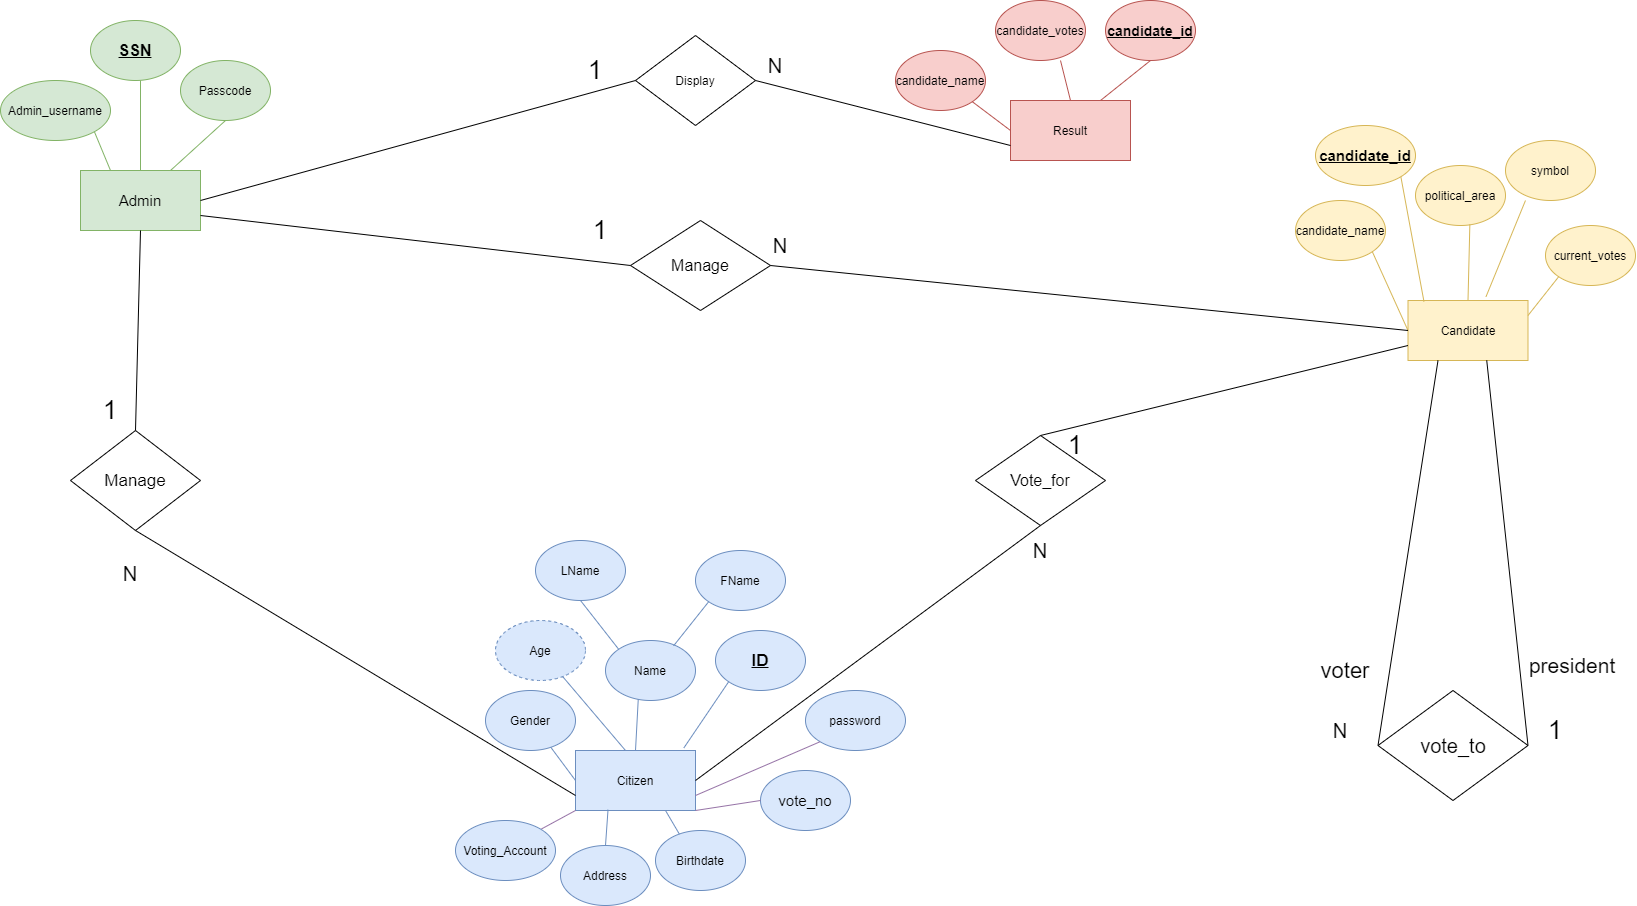 candidate_votes
candidate_id
SSN
1
N
Display
candidate_name
Passcode
Admin_username
Result
candidate_id
symbol
political_area
Admin
1
N
candidate_name
Manage
current_votes
Candidate
1
1
Manage
Vote_for
N
N
LName
FName
Age
Name
ID
voter
president
Gender
password
N
1
vote_to
Citizen
vote_no
Voting_Account
Birthdate
Address